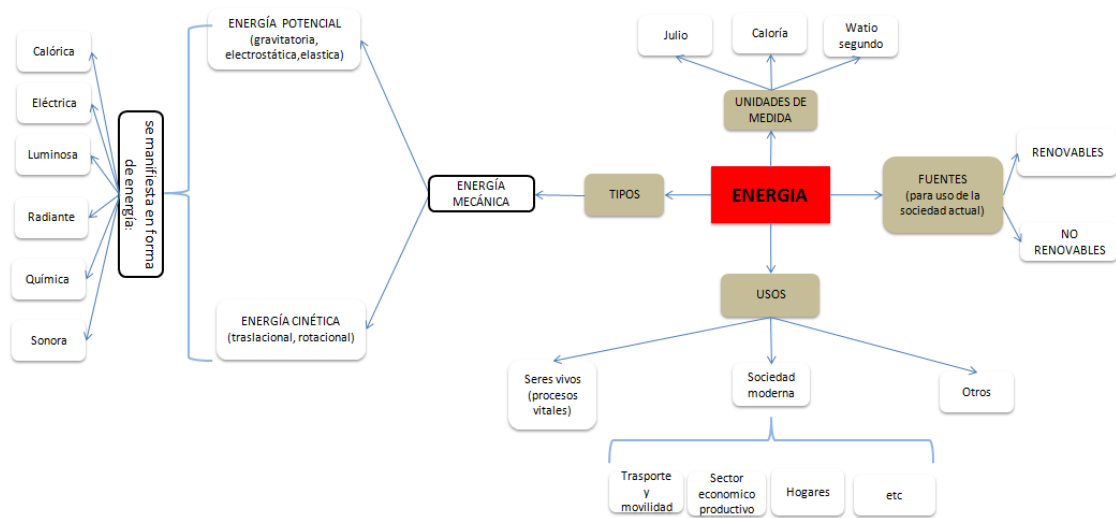 ENERGÍA POTENCIAL
(gravitatoria,
electrostática,elastica)
Calórica
Eléctrica
Luminosa
Radiante
Química
Sonora
se manifiesta en forma
de energía:
ENERGÍA CINÉTICA
(traslacional, rotacional)
ENERGÍA
MECÁNICA
TIPOS
ENERGIA
Julio
Caloría
Watio
segundo
UNIDADES DE
MEDIDA
FUENTES
(para uso de la
sociedad actual)
RENOVABLES
NO
RENOVABLES
USOS
Seres vivos
(procesos
vitales)
Sociedad
moderna
Otros
Trasporte
y
movilidad
Sector
economico
productivo
Hogares
etc